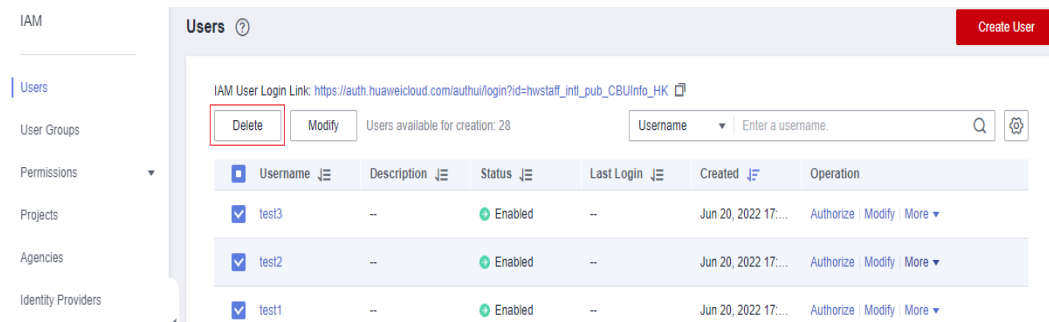 IAM
Users
User Groups
Permissions
Projects
Agencies
Identity Providers
Users ?
Create User
IAM User Login Link: https://auth.huaweicloud.com/authui/login?id=hwstaff_intl_pub_CBUInfo_HK
Delete Modify Users available for creation: 28 Username Enter a username.
Username Description Status Last Login Created Operation
test3 -- Enabled -- Jun 20, 2022 17:... Authorize | Modify | More
test2 -- Enabled -- Jun 20, 2022 17:... Authorize | Modify | More
test1 -- Enabled -- Jun 20, 2022 17:... Authorize | Modify | More